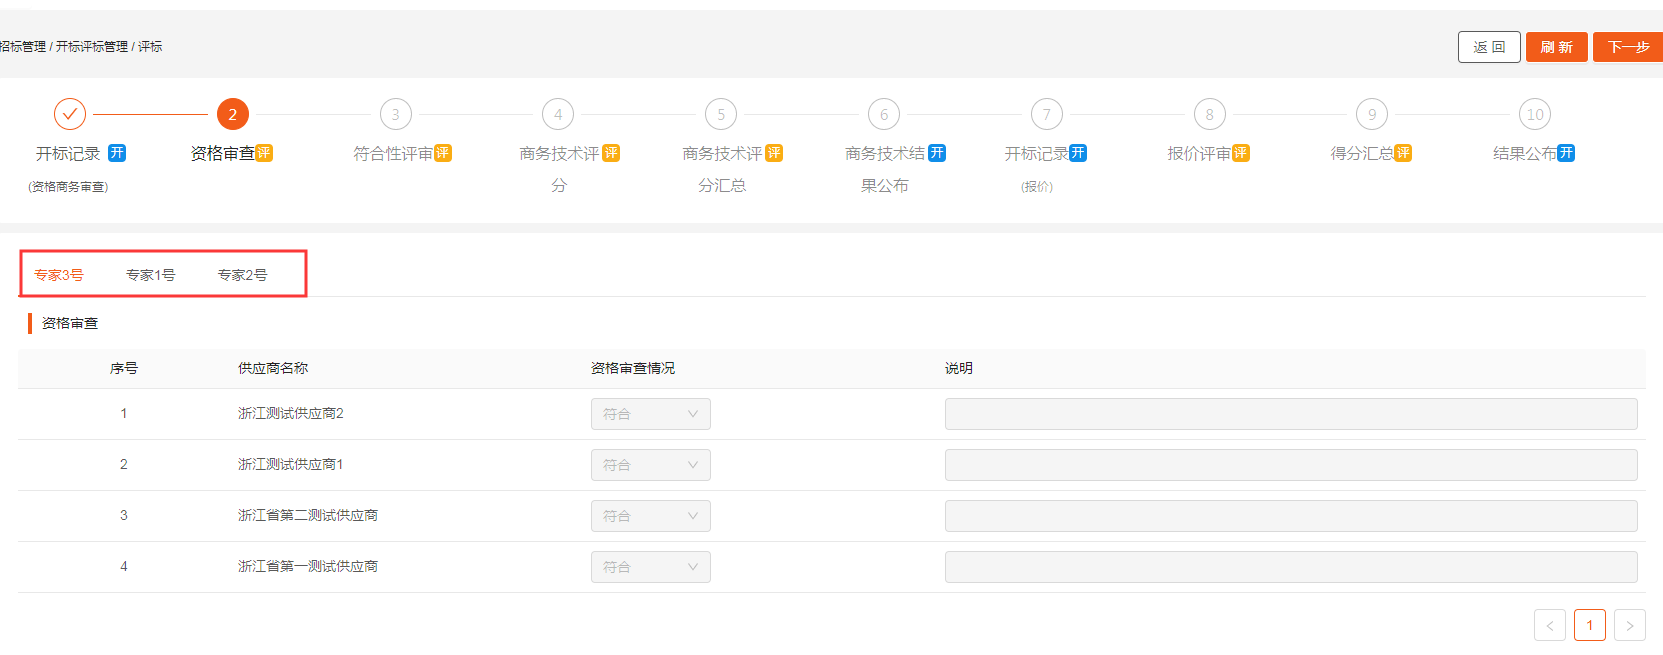 招标管理 / 开标评标管理 / 评标
返 回 刷 新 下一步
2 3 4 5 6 7 8 9 10
开标记录 开 资格审查 评 符合性评审 评 商务技术评 评 商务技术评 评 商务技术结 开 开标记录 开 报价评审 评 得分汇总 评 结果公布 开
(资格商务审查) 分 分汇总 果公布 (报价)
专家3号 专家1号 专家2号
资格审查
序号 供应商名称 资格审查情况 说明
1 浙江测试供应商2 符合
2 浙江测试供应商1 符合
3 浙江省第二测试供应商 符合
4 浙江省第一测试供应商 符合
< 1 >